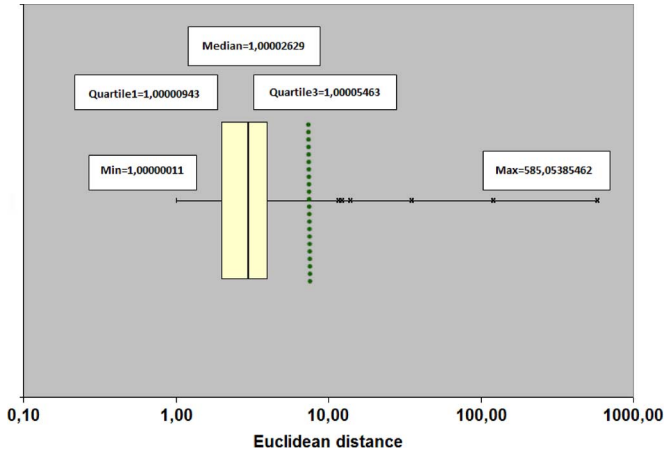 Median=1,00002629
Quartile1=1,00000943
Quartile3=1,00005463
Min=1,00000011
Max=585,05385462
0,10
1,00
10,00
100,00
1000,00
Euclidean distance